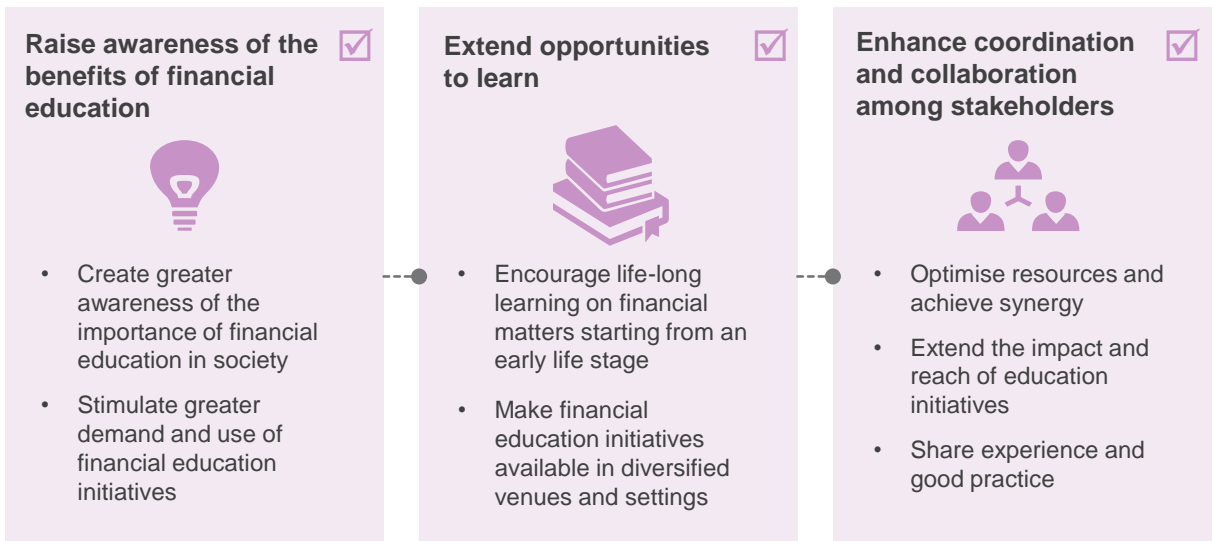 Raise awareness of the
benefits of financial
education
• Create greater
awareness of the
importance of financial
education in society
• Stimulate greater
demand and use of
financial education
initiatives
Extend opportunities
to learn
• Encourage life-long
learning on financial
matters starting from an
early life stage
• Make financial
education initiatives
available in diversified
venues and settings
Enhance coordination
and collaboration
among stakeholders
• Optimise resources and
achieve synergy
• Extend the impact and
reach of education
initiatives
• Share experience and
good practice